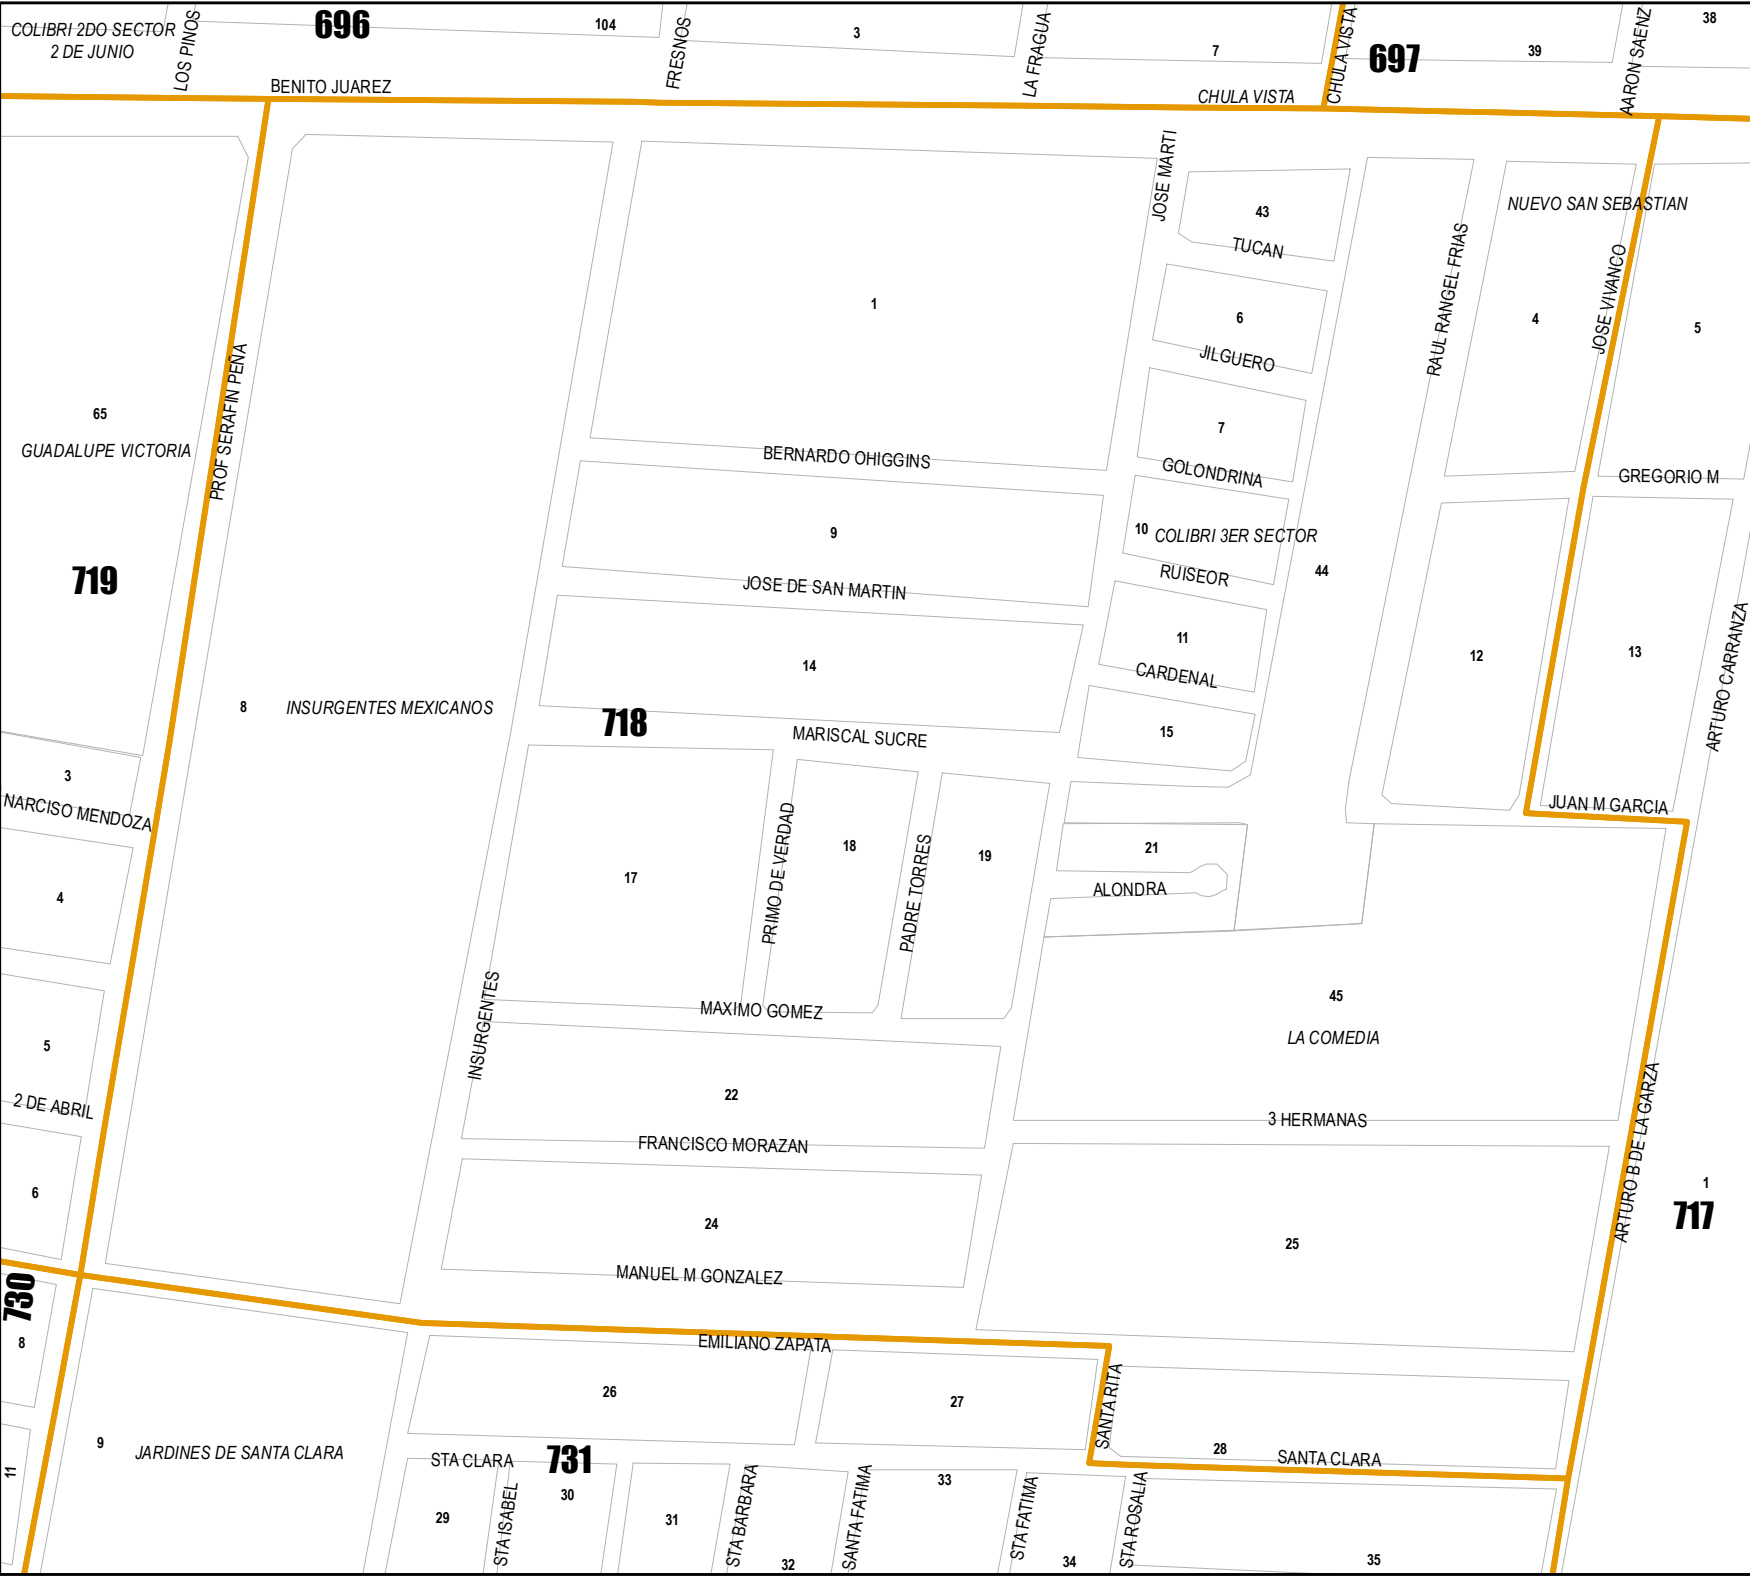 COLIBRI 2DO SECTOR
2 DE JUNIO
LOS PINOS
696
104
FRESNOS
3
LA FRAGUA
7
CHULA VISTA
697
39
AARON SAENZ
38
BENITO JUAREZ
CHULA VISTA
JOSE MARTI
43
TUCAN
NUEVO SAN SEBASTIAN
RAUL RANGEL FRIAS
JOSE VIVANCO
1
6
4
5
JILGUERO
PROF SERAFIN PEÑA
65
GUADALUPE VICTORIA
7
BERNARDO OHIGGINS
GOLONDRINA
GREGORIO M
9
10
COLIBRI 3ER SECTOR
719
JOSE DE SAN MARTIN
RUISEOR
44
14
11
12
13
CARDENAL
ARTURO CARRANZA
8
INSURGENTES MEXICANOS
718
MARISCAL SUCRE
15
3
NARCISO MENDOZA
JUAN M GARCIA
PRIMO DE VERDAD
18
PADRE TORRES
19
21
17
ALONDRA
4
INSURGENTES
MAXIMO GOMEZ
45
LA COMEDIA
5
2 DE ABRIL
22
3 HERMANAS
ARTURO B DE LA GARZA
FRANCISCO MORAZAN
6
1
717
24
25
MANUEL M GONZALEZ
730
8
EMILIANO ZAPATA
26
27
SANTA RITA
9
JARDINES DE SANTA CLARA
STA CLARA
731
28
SANTA CLARA
11
29
STA ISABEL
30
31
STA BARBARA
32
SANTA FATIMA
33
STA FATIMA
34
STA ROSALIA
35